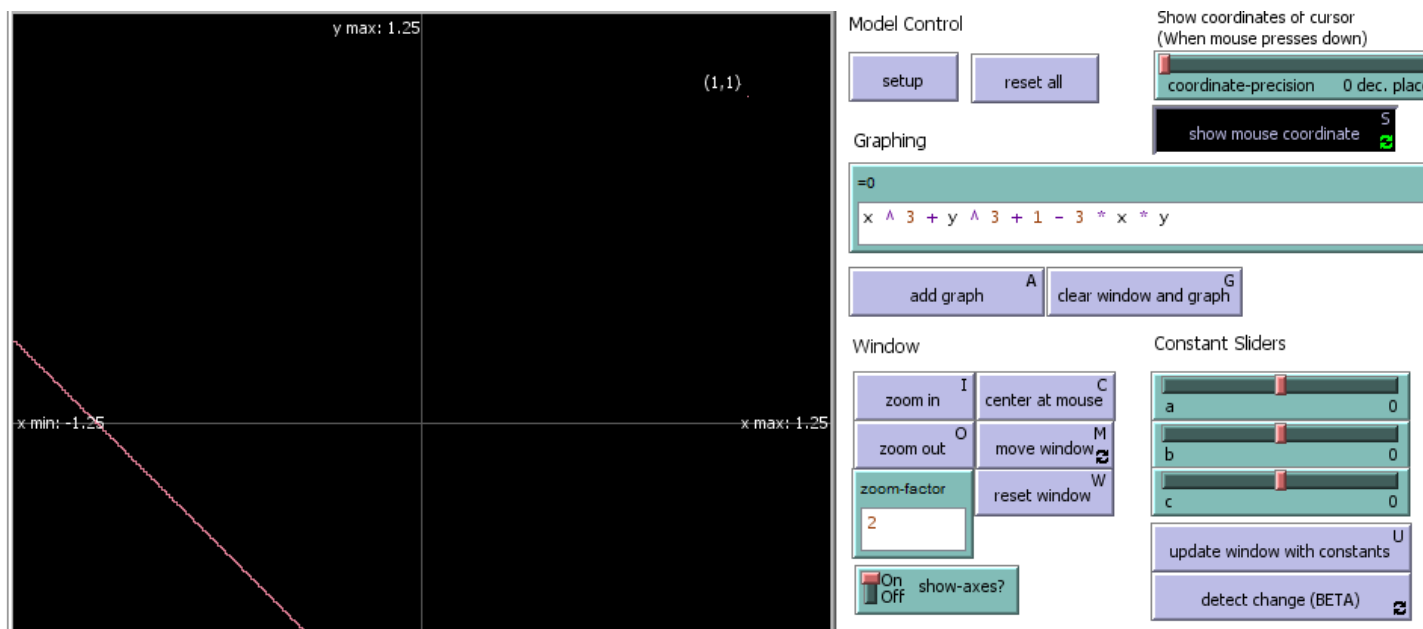 y max: 1.25
(1,1)
x min: -1.25
x max: 1.25
Model Control
setup
reset all
Show coordinates of cursor
(When mouse presses down)
coordinate-precision 0 dec. place
show mouse coordinate S
Graphing
=0
x ^ 3 + y ^ 3 + 1 - 3 * x * y
add graph A
clear window and graph G
Window
zoom in I
center at mouse C
zoom out O
move window M
zoom-factor
2
reset window W
On
Off
show-axes?
Constant Sliders
a 0
b 0
c 0
update window with constants U
detect change (BETA)